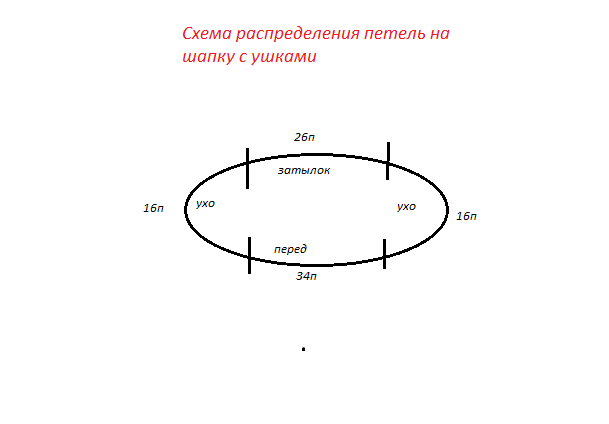 Схема распределения петель на
шапку с ушками
26п
затылок
16п
ухо
ухо
16п
перед
34п